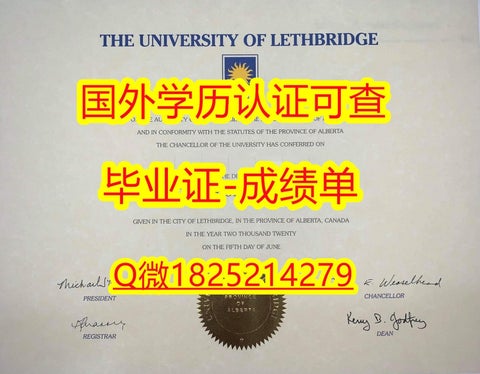 THE UNIVERSITY OF LETHBRIDGE
国外学历认证可查
AND IN CONFORMITY WITH THE STATUTES OF THE PROVINCE OF ALBERTA
THE CHANCELLOR OF THE UNIVERSITY HAS CONFERRED ON
毕业证-成绩单
GIVEN IN THE CITY OF LETHBRIDGE, IN THE PROVINCE OF ALBERTA, CANADA
IN THE YEAR TWO THOUSAND TWENTY
ON THE FIFTH DAY OF JUNE
Q微1825214279
PRESIDENT
CHANCELLOR
PROVINCE
OF
ALBERTA
REGISTRAR
DEAN